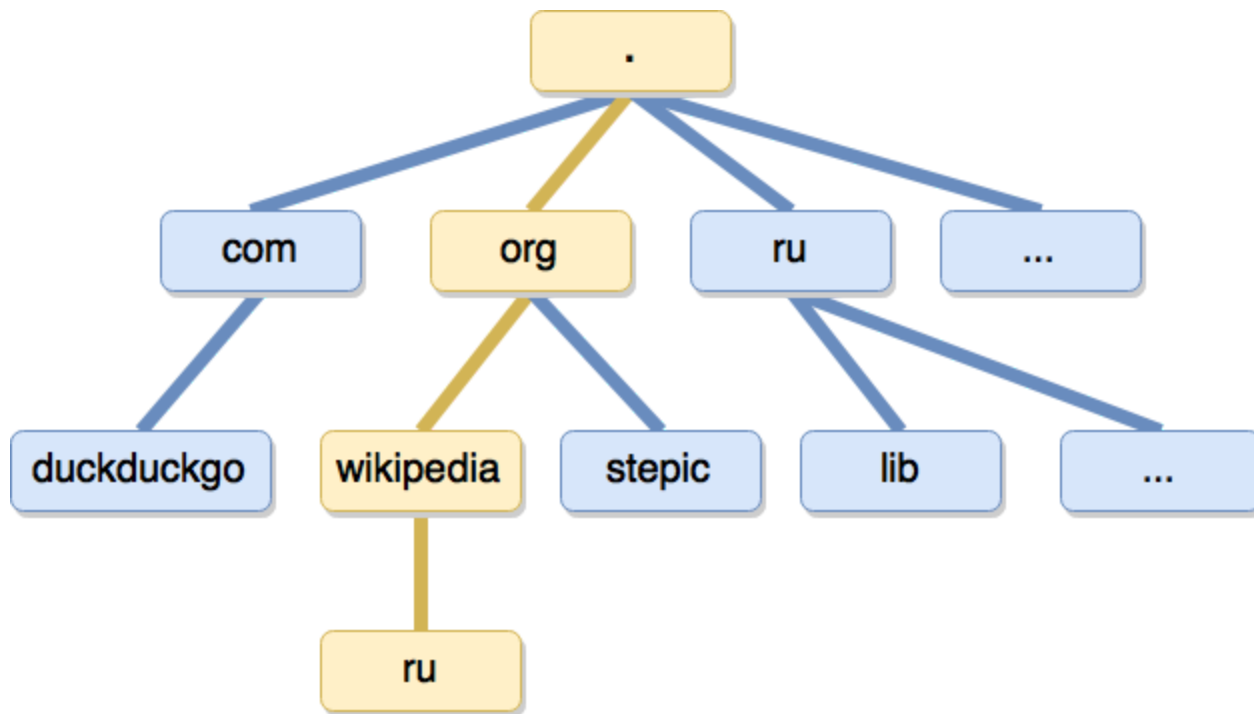 .
com
org
ru
...
duckduckgo
wikipedia
stepic
lib
...
ru